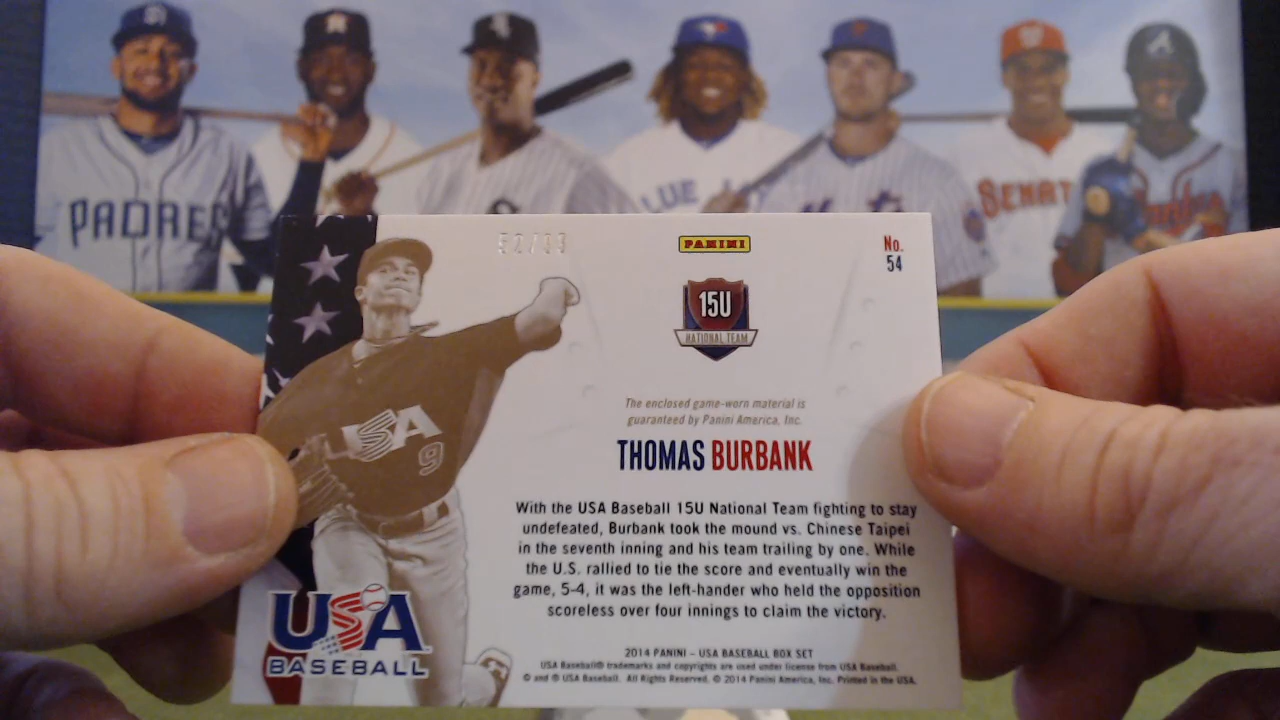 PADRE
BLUE JA
SENAT
52/99
PANINI
No.
54
15U
NATIONAL TEAM
The enclosed game-worn material is
guaranteed by Panini America, Inc.
THOMAS BURBANK
With the USA Baseball 15U National Team fighting to stay
undefeated, Burbank took the mound vs. Chinese Taipei
in the seventh inning and his team trailing by one. While
the U.S. rallied to tie the score and eventually win the
game, 5-4, it was the left-hander who held the opposition
scoreless over four innings to claim the victory.
USA
9
USA
BASEBALL
2014 PANINI – USA BASEBALL BOX SET
USA Baseball® trademarks and copyrights are used under license from USA Baseball.
© and ® USA Baseball. All Rights Reserved. © 2014 Panini America, Inc. Printed in the USA.